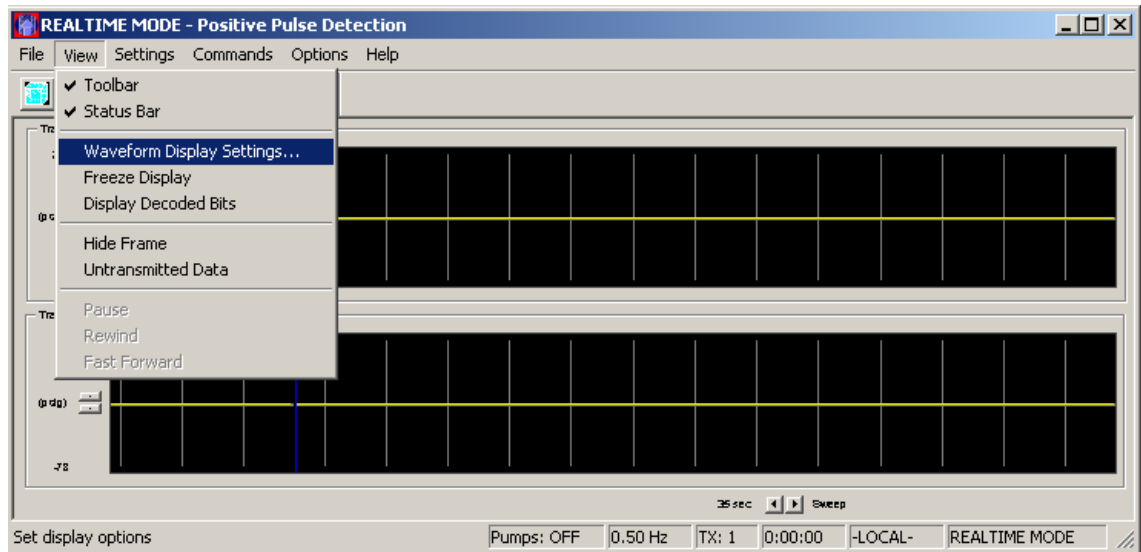 REALTIME MODE - Positive Pulse Detection
File View Settings Commands Options Help
Toolbar
Status Bar
Waveform Display Settings...
Freeze Display
Display Decoded Bits
Hide Frame
Untransmitted Data
Pause
Rewind
Fast Forward
(psig)
-78
35 sec Sweep
Set display options Pumps: OFF 0.50 Hz TX: 1 0:00:00 -LOCAL- REALTIME MODE